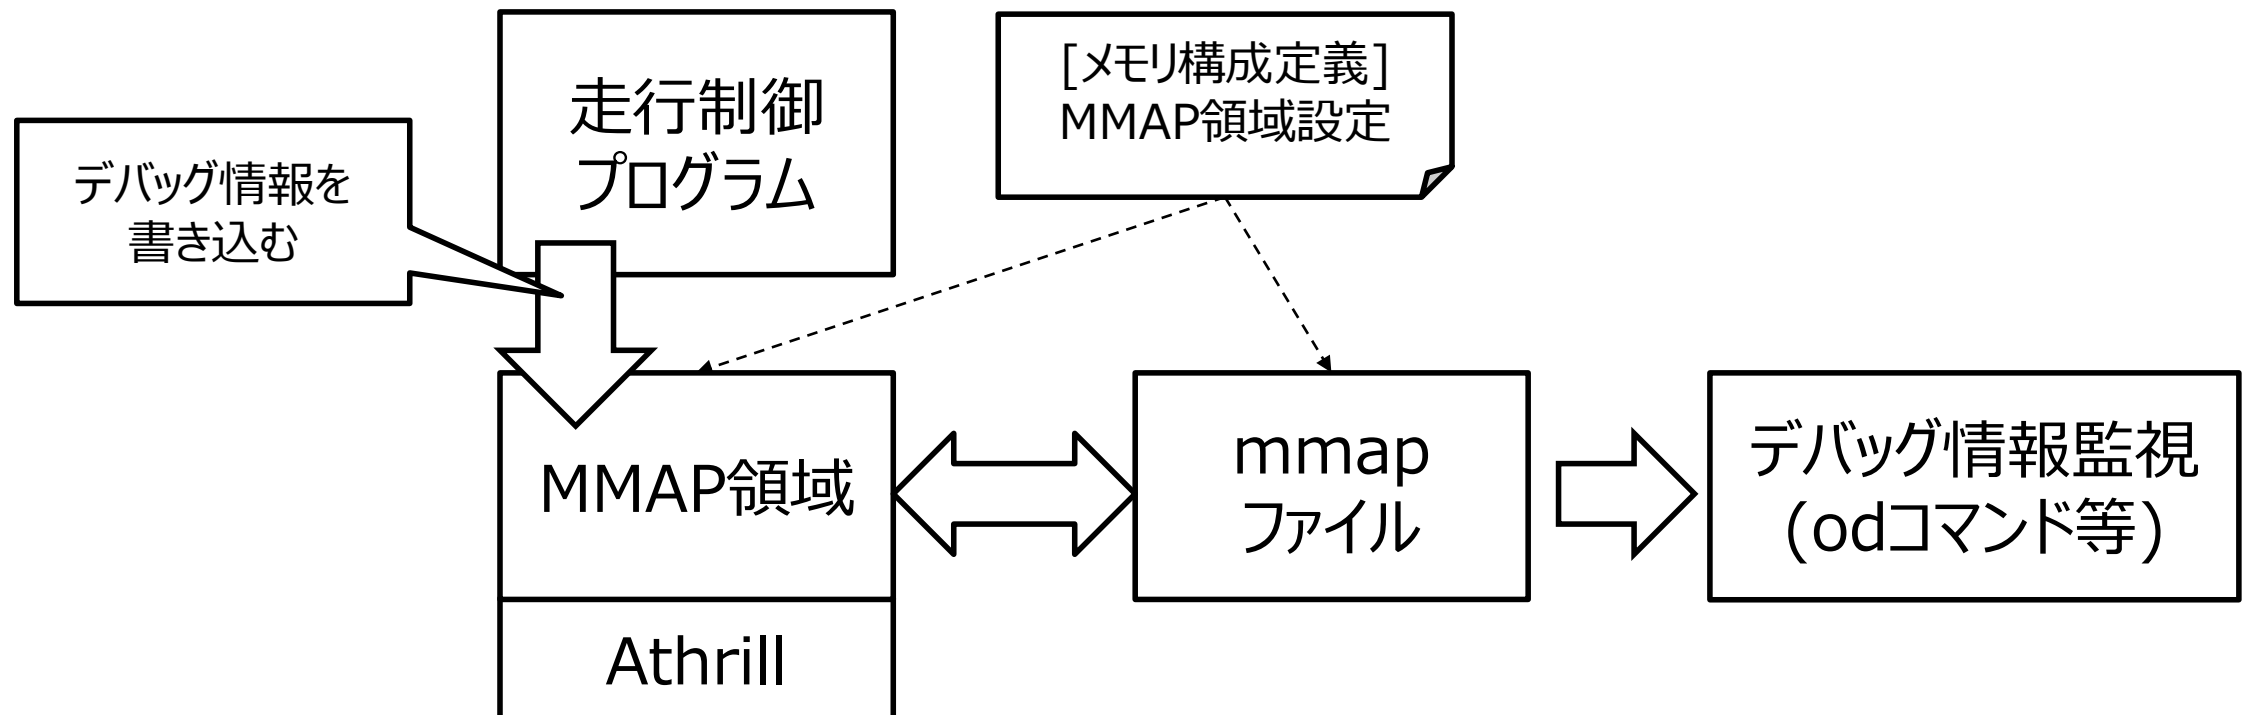 走行制御
プログラム
[メモリ構成定義]
MMAP領域設定
デバッグ情報を
書き込む
MMAP領域
mmap
ファイル
デバッグ情報監視
(odコマンド等)
Athrill